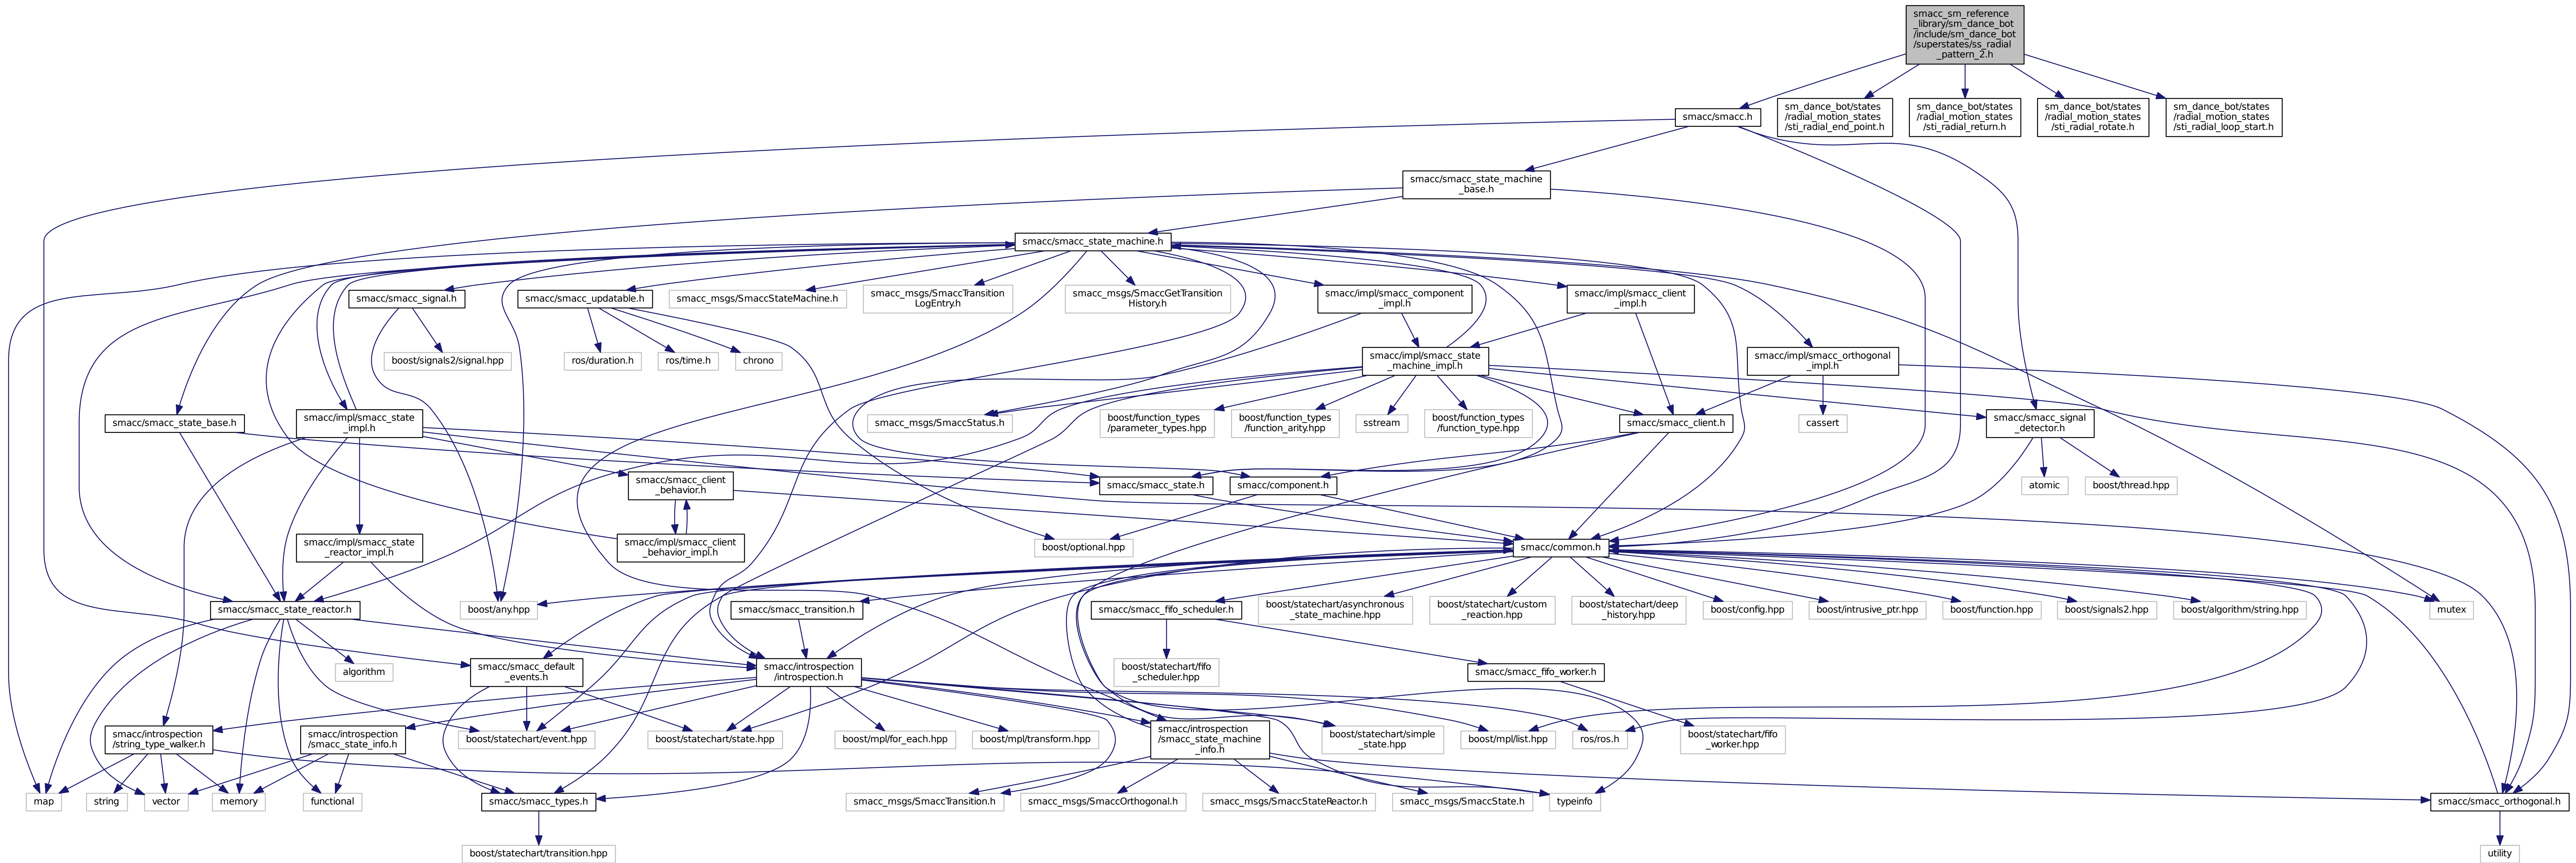 smacc_sm_reference
_library/sm_dance_bot
/include/sm_dance_bot
/superstates/ss_radial
_pattern_2.h
smacc/smacc.h
sm_dance_bot/states
/radial_motion_states
/sti_radial_end_point.h
sm_dance_bot/states
/radial_motion_states
/sti_radial_return.h
sm_dance_bot/states
/radial_motion_states
/sti_radial_rotate.h
sm_dance_bot/states
/radial_motion_states
/sti_radial_loop_start.h
smacc/smacc_state_machine
_base.h
smacc/smacc_state_machine.h
smacc/smacc_signal.h
smacc/smacc_updatable.h
smacc_msgs/SmaccStateMachine.h
smacc_msgs/SmaccTransition
LogEntry.h
smacc_msgs/SmaccGetTransition
History.h
smacc/impl/smacc_component
_impl.h
smacc/impl/smacc_client
_impl.h
boost/signals2/signal.hpp
ros/duration.h
ros/time.h
chrono
smacc/impl/smacc_state
_machine_impl.h
smacc/impl/smacc_orthogonal
_impl.h
smacc/smacc_state_base.h
smacc/impl/smacc_state
_impl.h
smacc_msgs/SmaccStatus.h
boost/function_types
/parameter_types.hpp
boost/function_types
/function_arity.hpp
sstream
boost/function_types
/function_type.hpp
smacc/smacc_client.h
cassert
smacc/smacc_signal
_detector.h
smacc/smacc_client
_behavior.h
smacc/smacc_state.h
smacc/component.h
atomic
boost/thread.hpp
smacc/impl/smacc_state
_reactor_impl.h
smacc/impl/smacc_client
_behavior_impl.h
boost/optional.hpp
smacc/common.h
smacc/smacc_state_reactor.h
boost/any.hpp
smacc/smacc_transition.h
smacc/smacc_fifo_scheduler.h
boost/statechart/asynchronous
_state_machine.hpp
boost/statechart/custom
_reaction.hpp
boost/statechart/deep
_history.hpp
boost/config.hpp
boost/intrusive_ptr.hpp
boost/function.hpp
boost/signals2.hpp
boost/algorithm/string.hpp
mutex
algorithm
smacc/smacc_default
_events.h
smacc/introspection
/introspection.h
boost/statechart/fifo
_scheduler.hpp
smacc/smacc_fifo_worker.h
smacc/introspection
/string_type_walker.h
smacc/introspection
/smacc_state_info.h
boost/statechart/event.hpp
boost/statechart/state.hpp
boost/mpl/for_each.hpp
boost/mpl/transform.hpp
smacc/introspection
/smacc_state_machine
_info.h
boost/statechart/simple
_state.hpp
boost/mpl/list.hpp
ros/ros.h
boost/statechart/fifo
_worker.hpp
map
string
vector
memory
functional
smacc/smacc_types.h
smacc_msgs/SmaccTransition.h
smacc_msgs/SmaccOrthogonal.h
smacc_msgs/SmaccStateReactor.h
smacc_msgs/SmaccState.h
typeinfo
smacc/smacc_orthogonal.h
boost/statechart/transition.hpp
utility